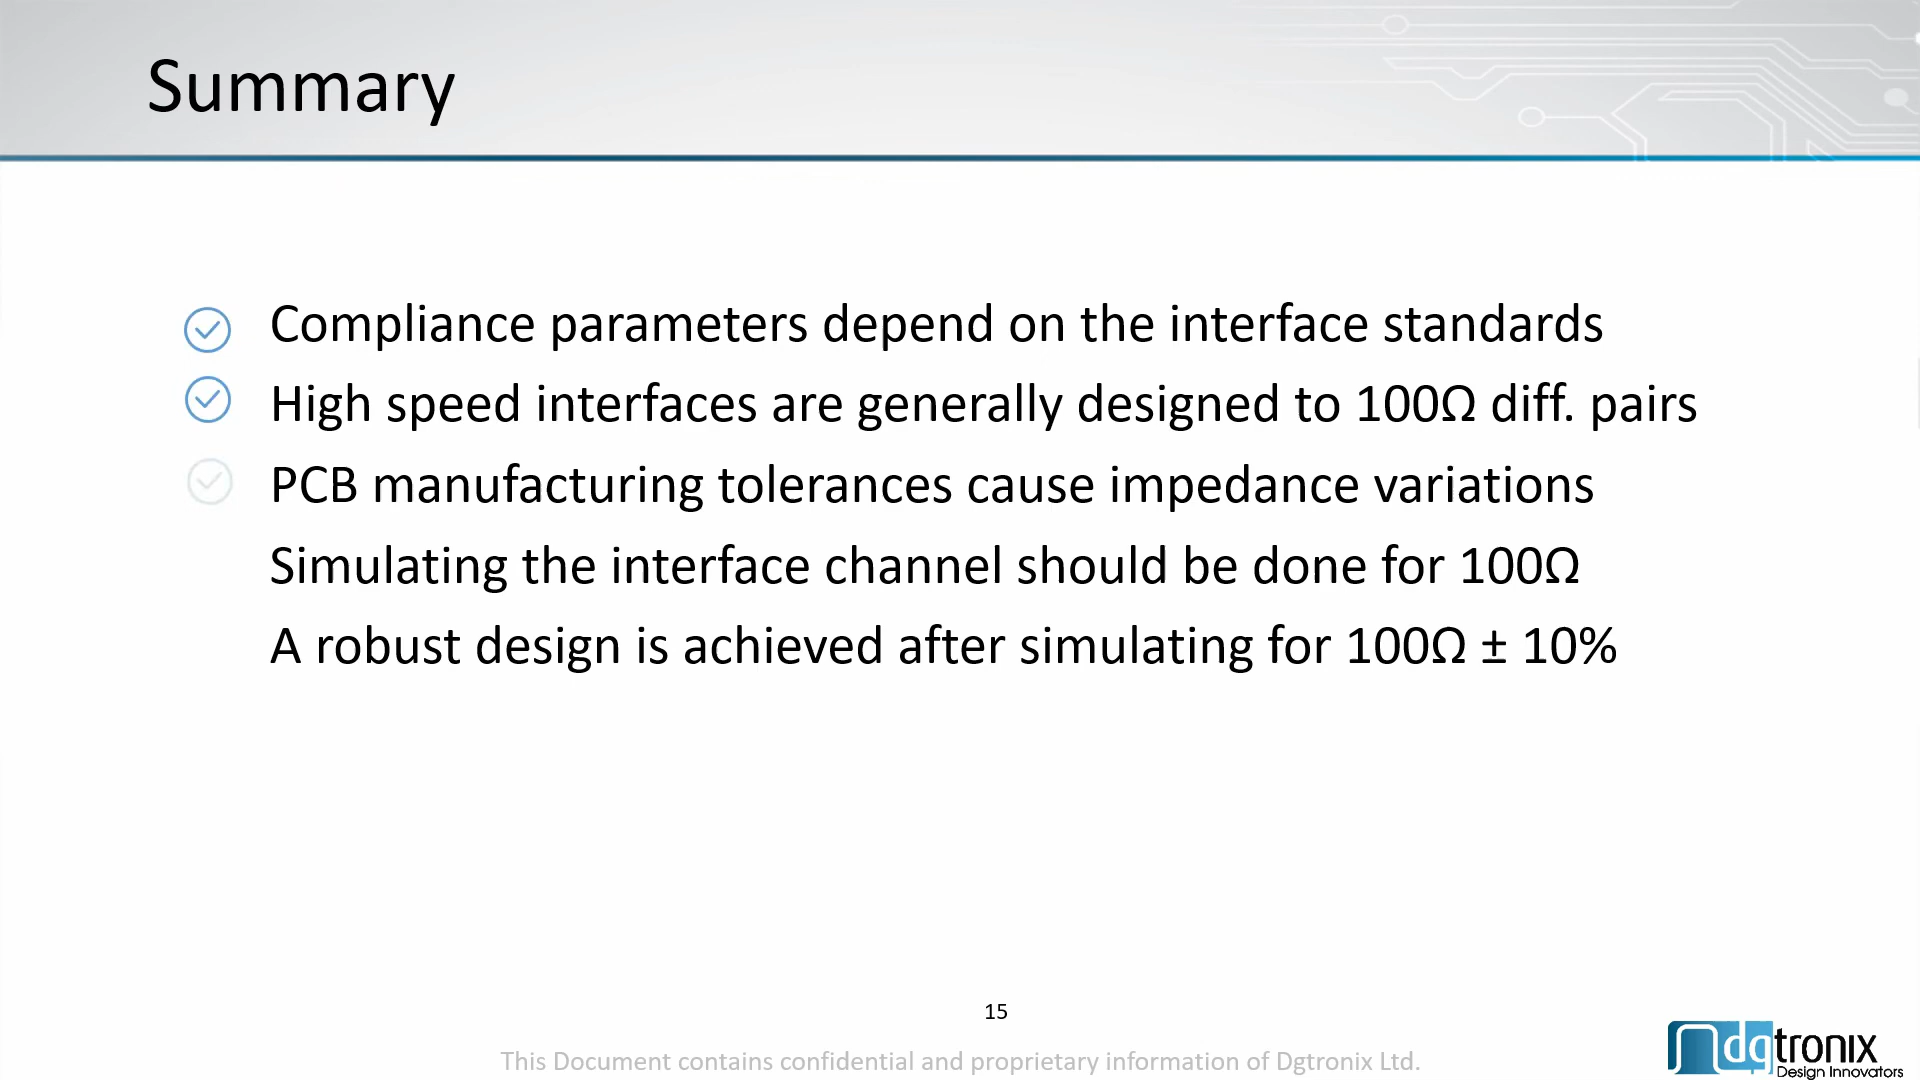 Summary
Compliance parameters depend on the interface standards
High speed interfaces are generally designed to 100Ω diff. pairs
PCB manufacturing tolerances cause impedance variations
Simulating the interface channel should be done for 100Ω
A robust design is achieved after simulating for 100Ω ± 10%
15
This Document contains confidential and proprietary information of Dgtronix Ltd.
dgtronix
Design Innovators